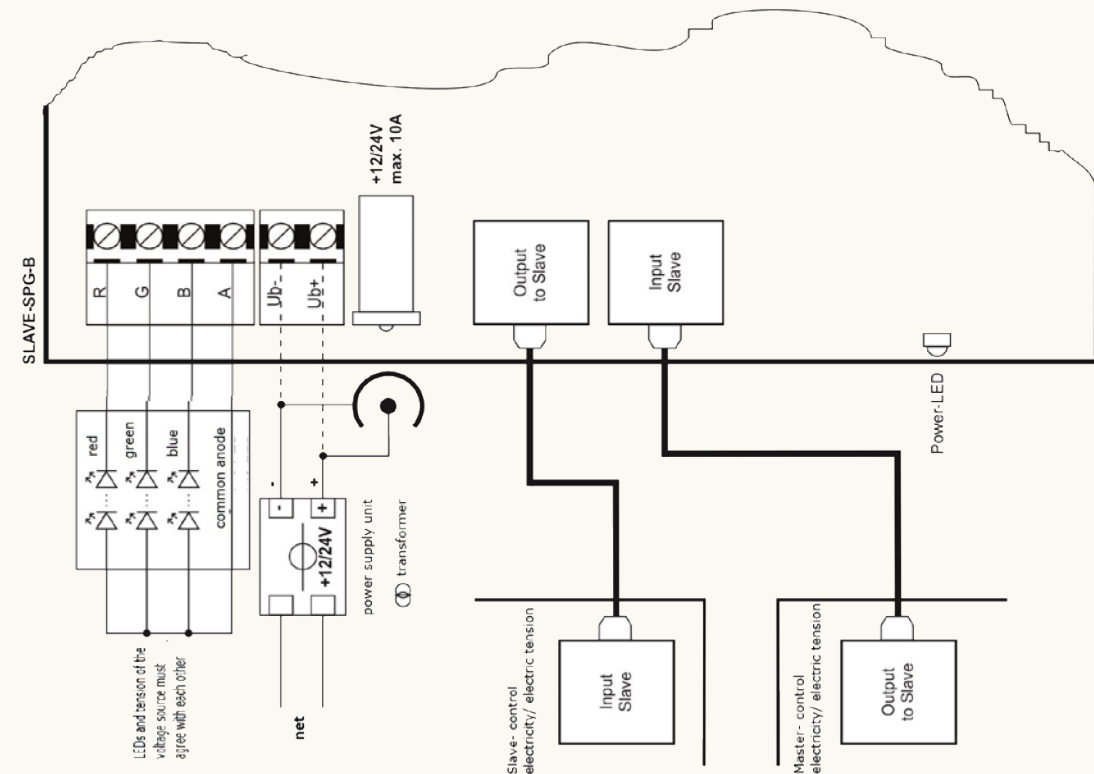 SLAVE-SPG-B
R
G
B
A
Ub-
Ub+
+12/24V
max. 10A
Output
to Slave
Input
Slave
Power-LED
red
green
blue
common anode
-
+
-
+
+12/24V
power supply unit
transformer
net
LEDs and tension of the
voltage source must
agree with each other
Slave- control
electricity/ electric tension
Input
Slave
Master- control
electricity/ electric tension
Output
to Slave